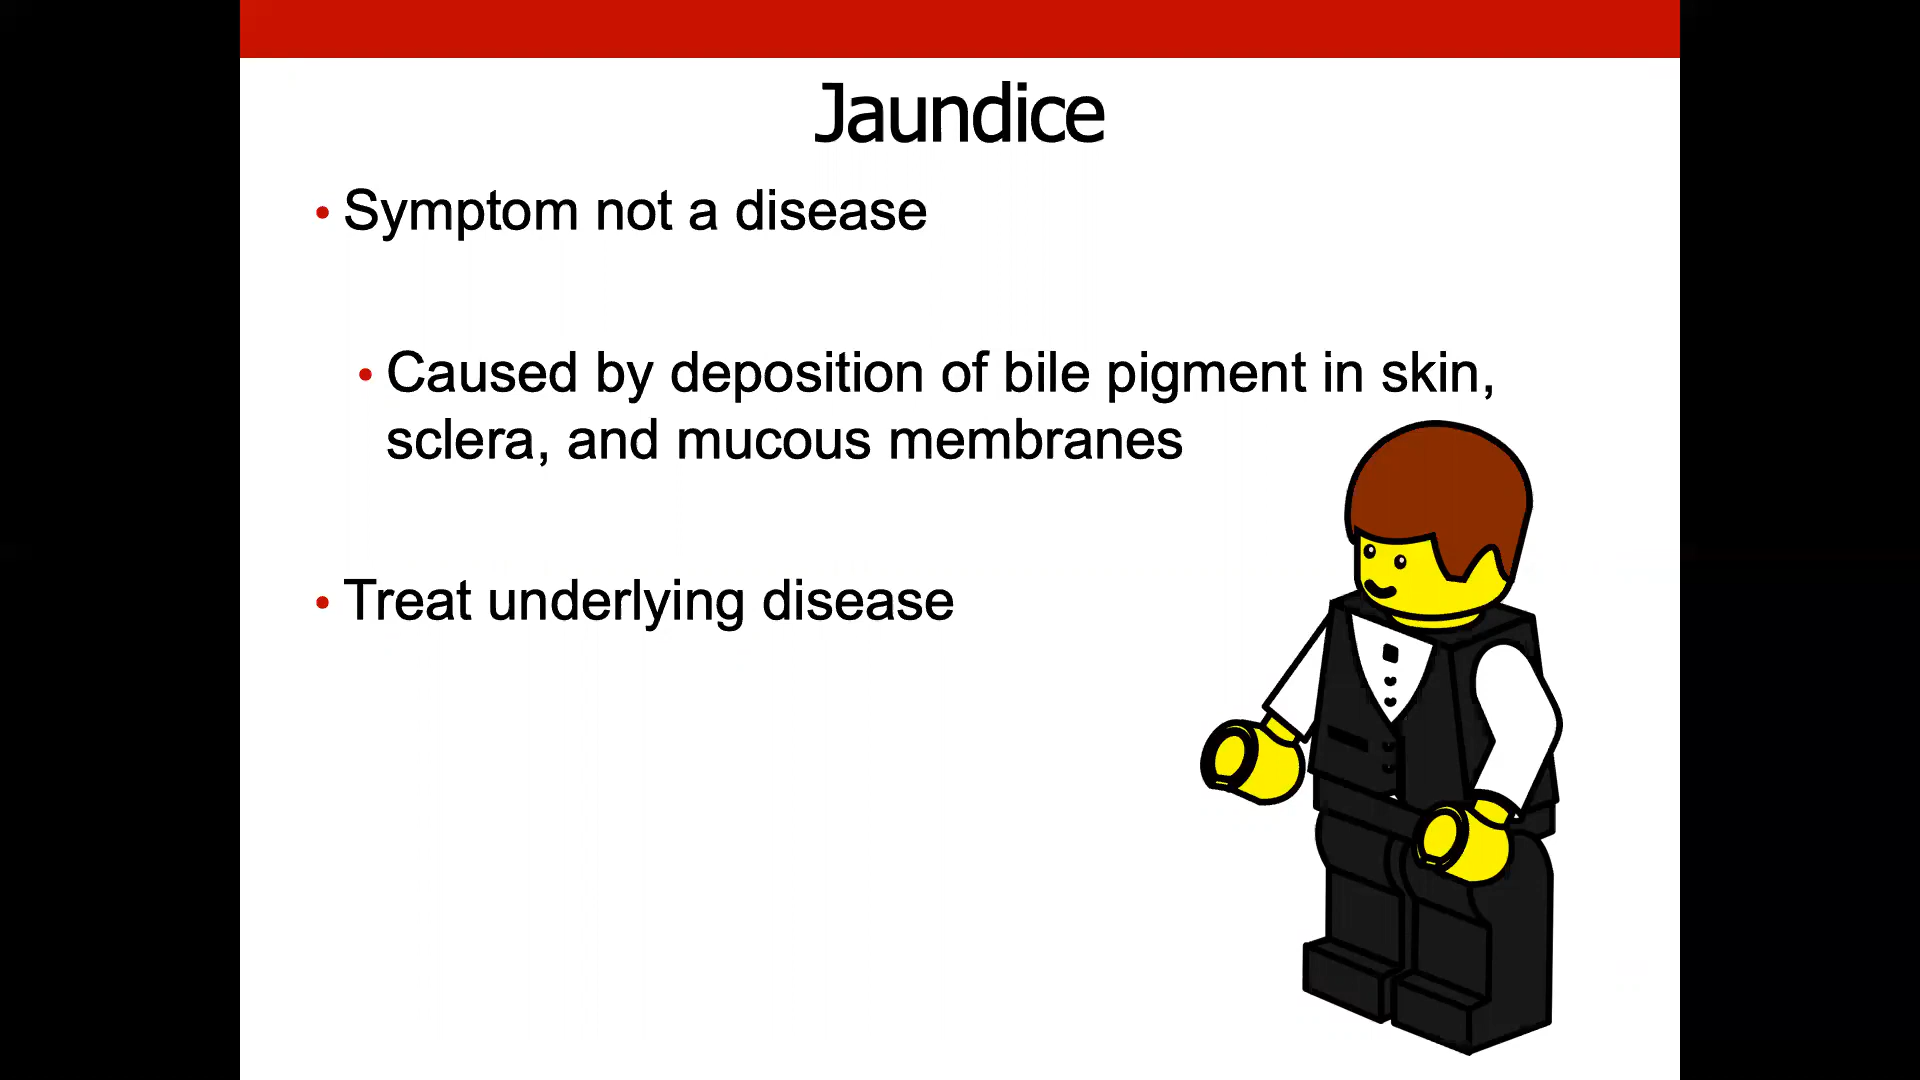 Jaundice
• Symptom not a disease
• Caused by deposition of bile pigment in skin,
sclera, and mucous membranes
• Treat underlying disease